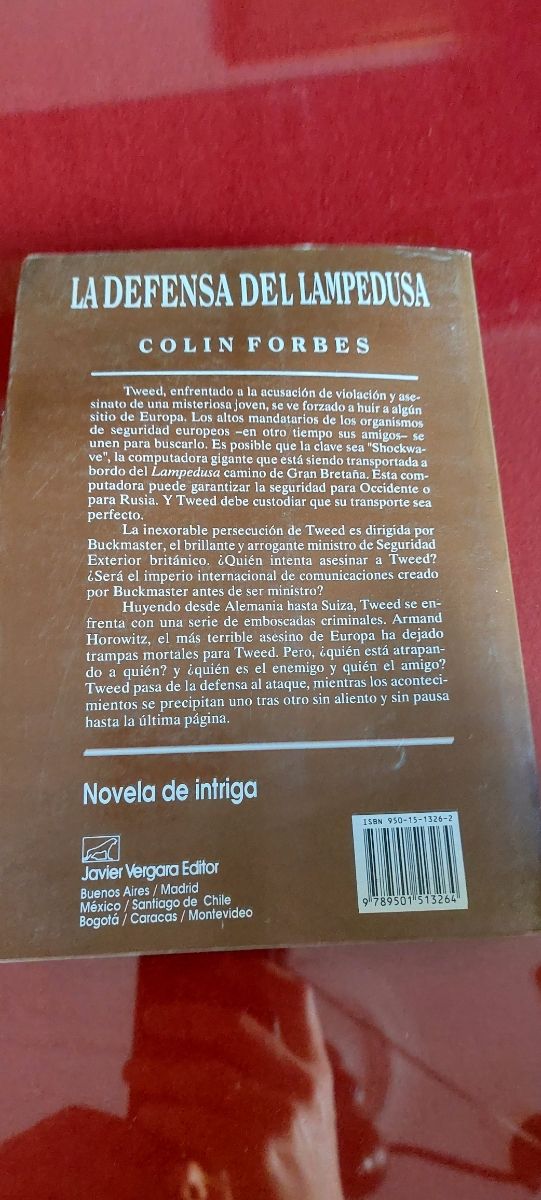 LA DEFENSA DEL LAMPEDUSA
COLIN FORBES
Tweed, enfrentado a la acusación de violación y ase-
sinato de una misteriosa joven, se ve forzado a huir a algún
sitio de Europa. Los altos mandatarios de los organismos
de seguridad europeos –en otro tiempo sus amigos– se
unen para buscarlo. Es posible que la clave sea "Shockwa-
ve", la computadora gigante que está siendo transportada a
bordo del Lampedusa camino de Gran Bretaña. Esta com-
putadora puede garantizar la seguridad para Occidente o
para Rusia. Y Tweed debe custodiar que su transporte sea
perfecto.
La inexorable persecución de Tweed es dirigida por
Buckmaster, el brillante y arrogante ministro de Seguridad
Exterior británico. ¿Quién intenta asesinar a Tweed?
¿Será el imperio internacional de comunicaciones creado
por Buckmaster antes de ser ministro?
Huyendo desde Alemania hasta Suiza, Tweed se en-
frenta con una serie de emboscadas criminales. Armand
Horowitz, el más terrible asesino de Europa ha dejado
trampas mortales para Tweed. Pero, ¿quién está atrapan-
do a quién? y ¿quién es el enemigo y quién el amigo?
Tweed pasa de la defensa al ataque, mientras los aconteci-
mientos se precipitan uno tras otro sin aliento y sin pausa
hasta la última página.
Novela de intriga
Javier Vergara Editor
Buenos Aires / Madrid
México / Santiago de Chile
Bogotá / Caracas / Montevideo
ISBN 950-15-1326-2
9 789501 513264